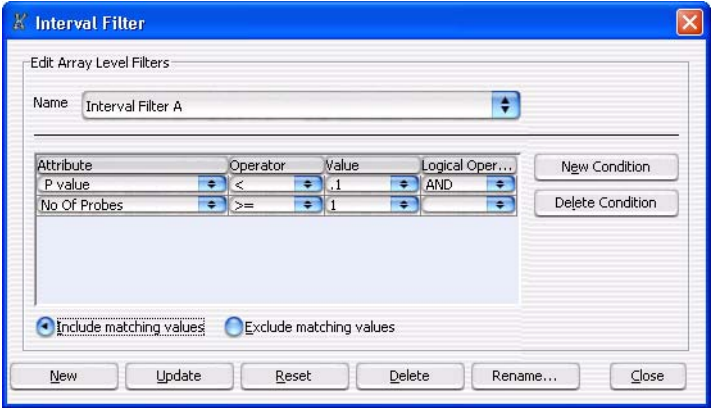 Interval Filter
Edit Array Level Filters
Name Interval Filter A
Attribute Operator Value Logical Oper...
P value < .1 AND
No Of Probes >= 1
New Condition
Delete Condition
Include matching values Exclude matching values
New Update Reset Delete Rename... Close